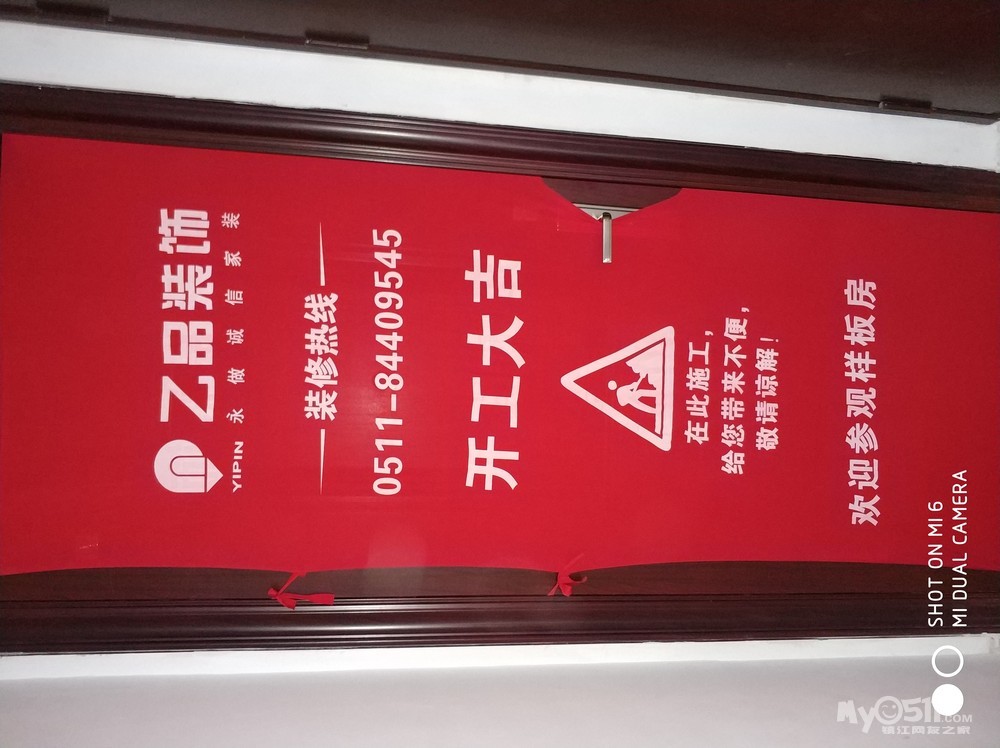 乙品装饰
YIPIN 永做诚信家装
装修热线
0511-84409545
开工大吉
在此施工，
给您带来不便，
敬请谅解！
欢迎参观样板房
SHOT ON MI 6
MI DUAL CAMERA
My0511.COM
镇江网友之家